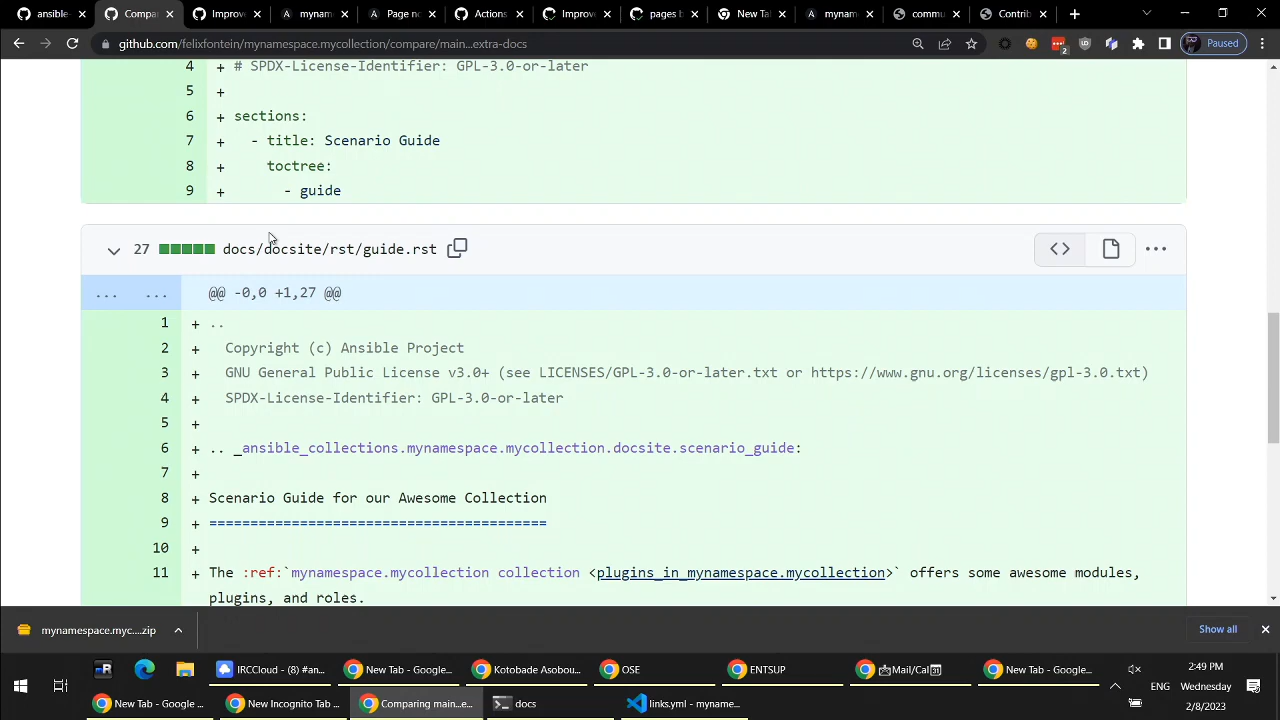 ansible
Compar
Improve
mynam
Page no
Actions
Improve
pages b
New Ta
mynam
commu
Contrib
github.com/felixfontein/mynamespace.mycollection/compare/main...extra-docs
2
Paused
4 + # SPDX-License-Identifier: GPL-3.0-or-later
5 +
6 + sections:
7 + - title: Scenario Guide
8 + toctree:
9 + - guide
27 docs/docsite/rst/guide.rst
... ... @@ -0,0 +1,27 @@
1 + ..
2 + Copyright (c) Ansible Project
3 + GNU General Public License v3.0+ (see LICENSES/GPL-3.0-or-later.txt or https://www.gnu.org/licenses/gpl-3.0.txt)
4 + SPDX-License-Identifier: GPL-3.0-or-later
5 +
6 + .. _ansible_collections.mynamespace.mycollection.docsite.scenario_guide:
7 +
8 + Scenario Guide for our Awesome Collection
9 + =========================================
10 +
11 + The :ref:`mynamespace.mycollection collection <plugins_in_mynamespace.mycollection>` offers some awesome modules,
plugins, and roles.
mynamespace.myc....zip
Show all
IRCCloud - (8) #an...
New Tab - Google...
Kotobade Asobou...
OSE
ENTSUP
Mail/Cal
New Tab - Google...
2:49 PM
ENG
Wednesday
2/8/2023
New Tab - Google ...
New Incognito Tab ...
Comparing main...e...
docs
links.yml - myname...